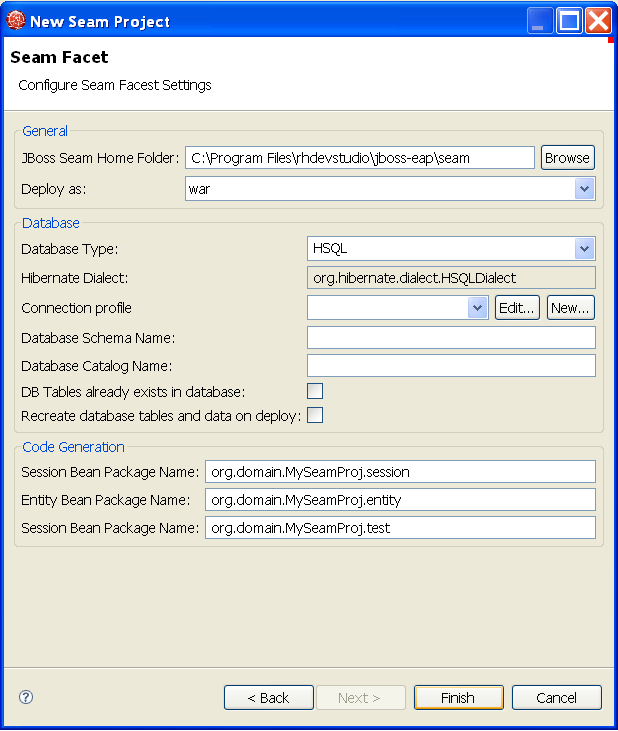 New Seam Project
Seam Facet
Configure Seam Facest Settings
General
JBoss Seam Home Folder: C:\Program Files\rhdevstudio\jboss-eap\seam Browse
Deploy as: war
Database
Database Type: HSQL
Hibernate Dialect: org.hibernate.dialect.HSQLDialect
Connection profile Edit... New...
Database Schema Name:
Database Catalog Name:
DB Tables already exists in database:
Recreate database tables and data on deploy:
Code Generation
Session Bean Package Name: org.domain.MySeamProj.session
Entity Bean Package Name: org.domain.MySeamProj.entity
Session Bean Package Name: org.domain.MySeamProj.test
? < Back Next > Finish Cancel